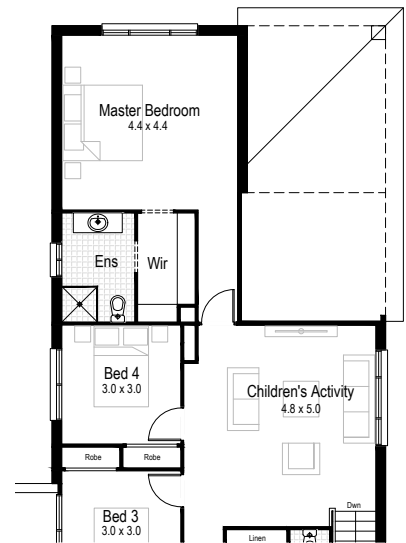 Master Bedroom
4.4 x 4.4
Ens
Wir
Bed 4
3.0 x 3.0
Children's Activity
4.8 x 5.0
Robe
Robe
Bed 3
3.0 x 3.0
Dwn
Linen